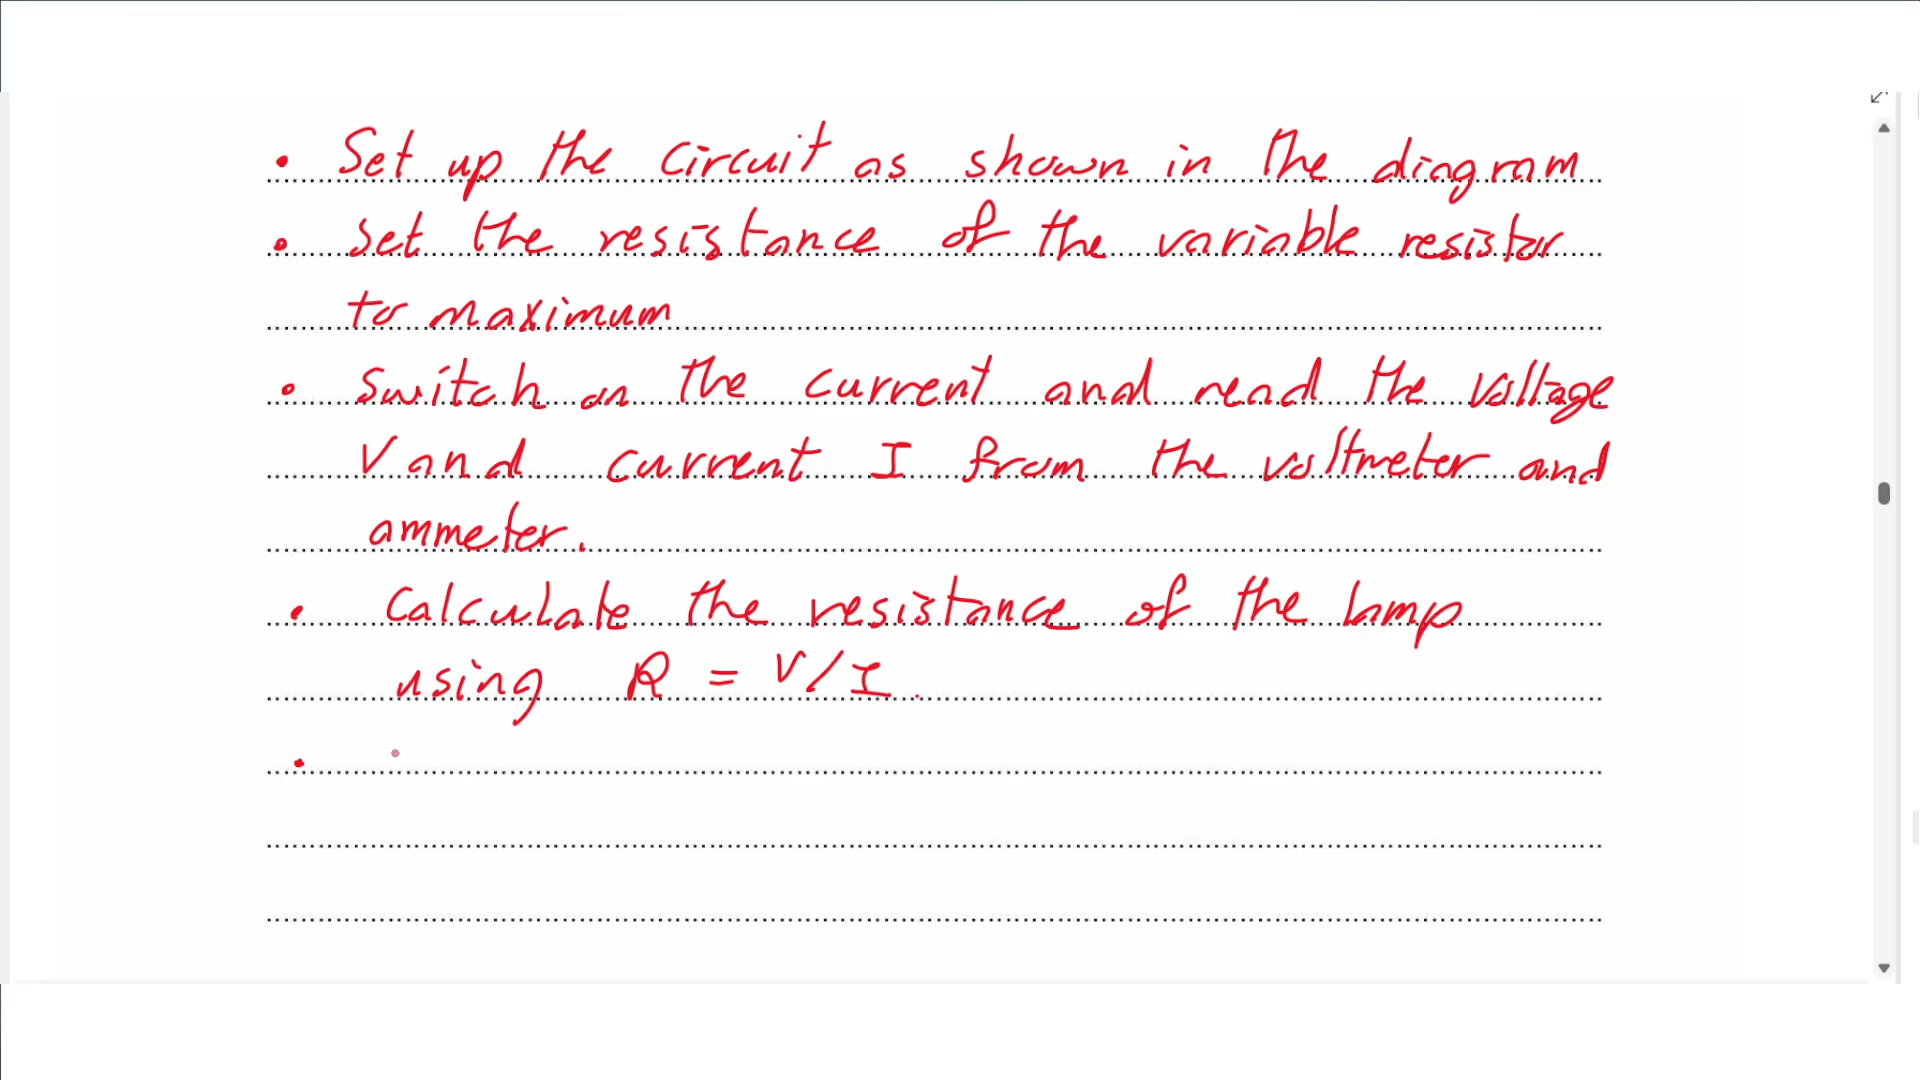 • Set up the circuit as shown in the diagram
• set the resistance of the variable resistor
to maximum
• Switch on the current and read the voltage
V and current I from the voltmeter and
ammeter.
• Calculate the resistance of the lamp
using R = V/I.
•